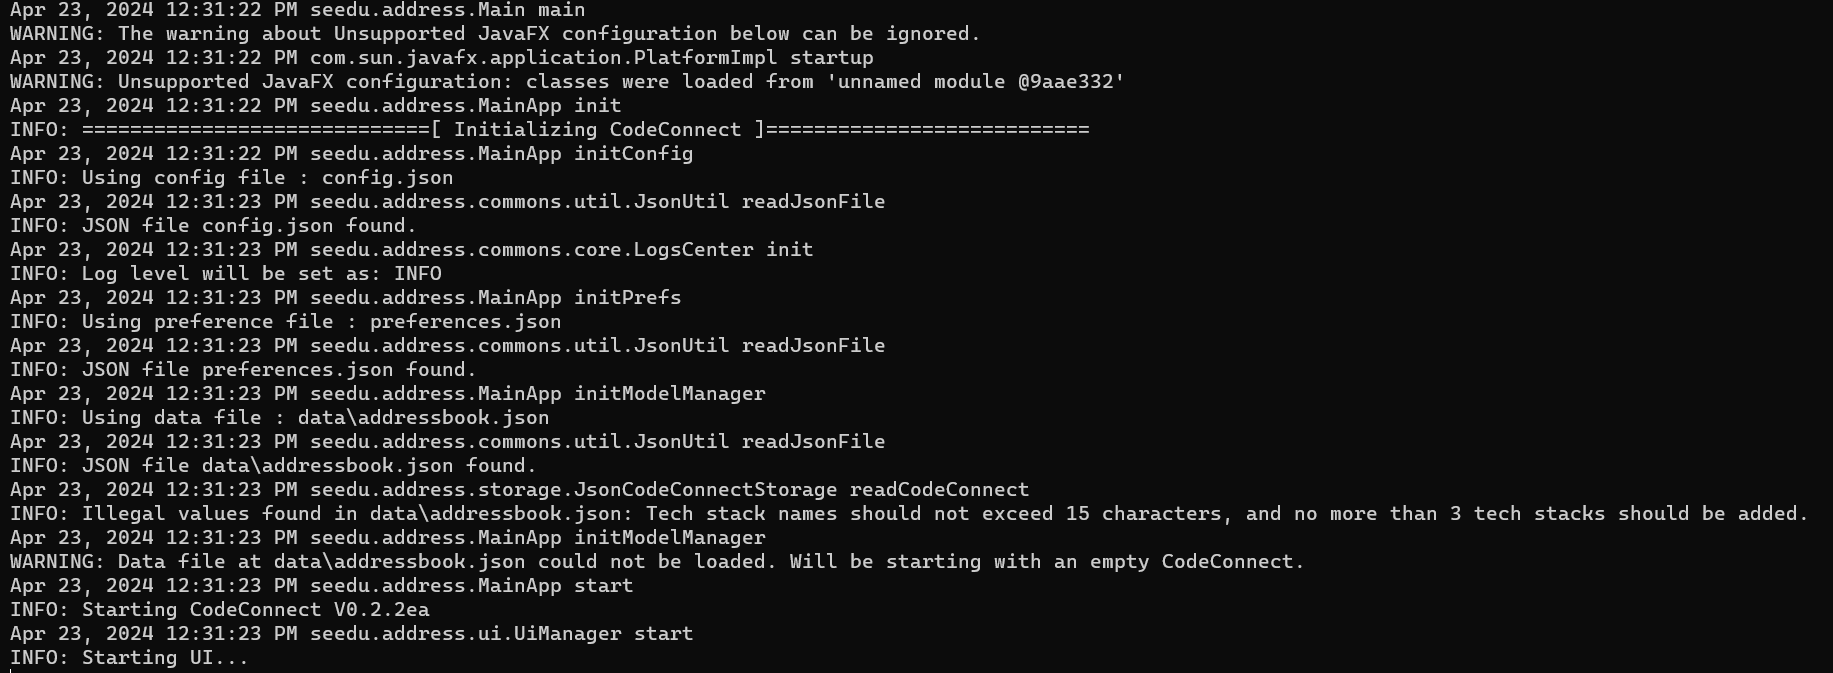 Apr 23, 2024 12:31:22 PM seedu.address.Main main
WARNING: The warning about Unsupported JavaFX configuration below can be ignored.
Apr 23, 2024 12:31:22 PM com.sun.javafx.application.PlatformImpl startup
WARNING: Unsupported JavaFX configuration: classes were loaded from 'unnamed module @9aae332'
Apr 23, 2024 12:31:22 PM seedu.address.MainApp init
INFO: =============================[ Initializing CodeConnect ]===========================
Apr 23, 2024 12:31:22 PM seedu.address.MainApp initConfig
INFO: Using config file : config.json
Apr 23, 2024 12:31:23 PM seedu.address.commons.util.JsonUtil readJsonFile
INFO: JSON file config.json found.
Apr 23, 2024 12:31:23 PM seedu.address.commons.core.LogsCenter init
INFO: Log level will be set as: INFO
Apr 23, 2024 12:31:23 PM seedu.address.MainApp initPrefs
INFO: Using preference file : preferences.json
Apr 23, 2024 12:31:23 PM seedu.address.commons.util.JsonUtil readJsonFile
INFO: JSON file preferences.json found.
Apr 23, 2024 12:31:23 PM seedu.address.MainApp initModelManager
INFO: Using data file : data\addressbook.json
Apr 23, 2024 12:31:23 PM seedu.address.commons.util.JsonUtil readJsonFile
INFO: JSON file data\addressbook.json found.
Apr 23, 2024 12:31:23 PM seedu.address.storage.JsonCodeConnectStorage readCodeConnect
INFO: Illegal values found in data\addressbook.json: Tech stack names should not exceed 15 characters, and no more than 3 tech stacks should be added.
Apr 23, 2024 12:31:23 PM seedu.address.MainApp initModelManager
WARNING: Data file at data\addressbook.json could not be loaded. Will be starting with an empty CodeConnect.
Apr 23, 2024 12:31:23 PM seedu.address.MainApp start
INFO: Starting CodeConnect V0.2.2ea
Apr 23, 2024 12:31:23 PM seedu.address.ui.UiManager start
INFO: Starting UI...